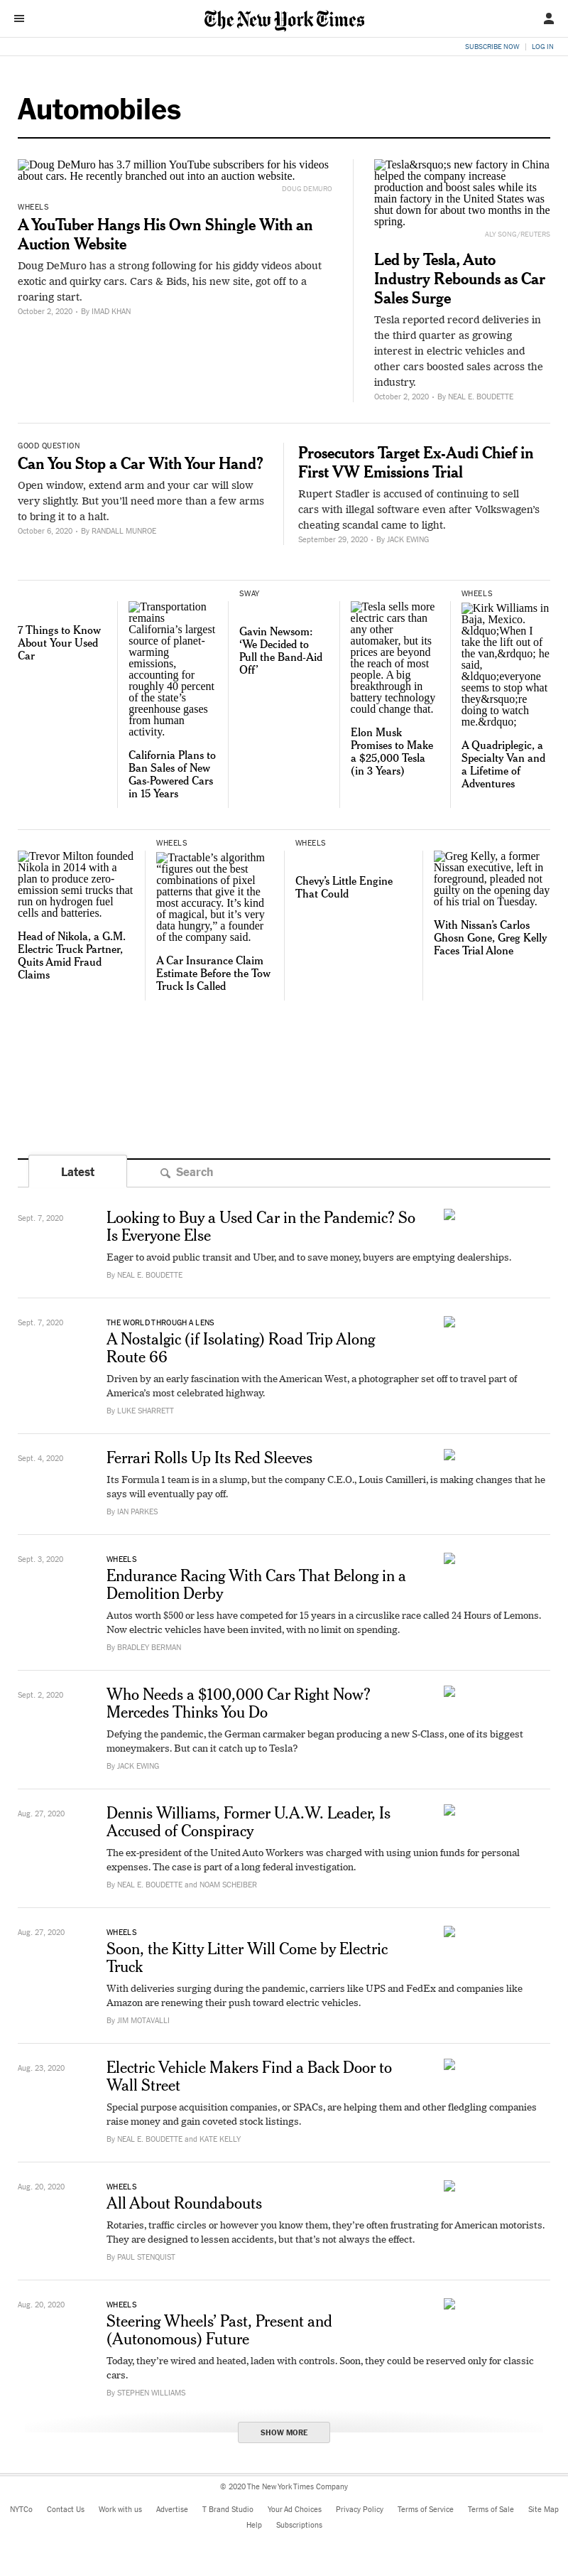 The New York Times
SUBSCRIBE NOW
LOG IN
Automobiles
Doug DeMuro has 3.7 million YouTube subscribers for his videos
about cars. He recently branched out into an auction website.
DOUG DEMURO
WHEELS
A YouTuber Hangs His Own Shingle With an
Auction Website
Doug DeMuro has a strong following for his giddy videos about
exotic and quirky cars. Cars & Bids, his new site, got off to a
roaring start.
October 2, 2020 • By IMAD KHAN
Tesla&rsquo;s new factory in China
helped the company increase
production and boost sales while its
main factory in the United States was
shut down for about two months in the
spring.
ALY SONG/REUTERS
Led by Tesla, Auto
Industry Rebounds as Car
Sales Surge
Tesla reported record deliveries in
the third quarter as growing
interest in electric vehicles and
other cars boosted sales across the
industry.
October 2, 2020 • By NEAL E. BOUDETTE
GOOD QUESTION
Can You Stop a Car With Your Hand?
Open window, extend arm and your car will slow
very slightly. But you'll need more than a few arms
to bring it to a halt.
October 6, 2020 • By RANDALL MUNROE
Prosecutors Target Ex-Audi Chief in
First VW Emissions Trial
Rupert Stadler is accused of continuing to sell
cars with illegal software even after Volkswagen's
cheating scandal came to light.
September 29, 2020 • By JACK EWING
7 Things to Know
About Your Used
Car
Transportation
remains
California's largest
source of planet-
warming
emissions,
accounting for
roughly 40 percent
of the state's
greenhouse gases
from human
activity.
California Plans to
Ban Sales of New
Gas-Powered Cars
in 15 Years
SWAY
Gavin Newsom:
'We Decided to
Pull the Band-Aid
Off'
Tesla sells more
electric cars than
any other
automaker, but its
prices are beyond
the reach of most
people. A big
breakthrough in
battery technology
could change that.
Elon Musk
Promises to Make
a $25,000 Tesla
(in 3 Years)
WHEELS
Kirk Williams in
Baja, Mexico.
&ldquo;When I
take the lift out of
the van,&rdquo; he
said,
&ldquo;everyone
seems to stop what
they&rsquo;re
doing to watch
me.&rdquo;
A Quadriplegic, a
Specialty Van and
a Lifetime of
Adventures
Trevor Milton founded
Nikola in 2014 with a
plan to produce zero-
emission semi trucks that
run on hydrogen fuel
cells and batteries.
Head of Nikola, a G.M.
Electric Truck Partner,
Quits Amid Fraud
Claims
WHEELS
Tractable's algorithm
"figures out the best
combinations of pixel
patterns that give it the
most accuracy. It's kind
of magical, but it's very
data hungry," a founder
of the company said.
A Car Insurance Claim
Estimate Before the Tow
Truck Is Called
WHEELS
Chevy's Little Engine
That Could
Greg Kelly, a former
Nissan executive, left in
foreground, pleaded not
guilty on the opening day
of his trial on Tuesday.
With Nissan's Carlos
Ghosn Gone, Greg Kelly
Faces Trial Alone
Latest
Search
Sept. 7, 2020
Looking to Buy a Used Car in the Pandemic? So
Is Everyone Else
Eager to avoid public transit and Uber, and to save money, buyers are emptying dealerships.
By NEAL E. BOUDETTE
Sept. 7, 2020
THE WORLD THROUGH A LENS
A Nostalgic (if Isolating) Road Trip Along
Route 66
Driven by an early fascination with the American West, a photographer set off to travel part of
America's most celebrated highway.
By LUKE SHARRETT
Sept. 4, 2020
Ferrari Rolls Up Its Red Sleeves
Its Formula 1 team is in a slump, but the company C.E.O., Louis Camilleri, is making changes that he
says will eventually pay off.
By IAN PARKES
Sept. 3, 2020
WHEELS
Endurance Racing With Cars That Belong in a
Demolition Derby
Autos worth $500 or less have competed for 15 years in a circuslike race called 24 Hours of Lemons.
Now electric vehicles have been invited, with no limit on spending.
By BRADLEY BERMAN
Sept. 2, 2020
Who Needs a $100,000 Car Right Now?
Mercedes Thinks You Do
Defying the pandemic, the German carmaker began producing a new S-Class, one of its biggest
moneymakers. But can it catch up to Tesla?
By JACK EWING
Aug. 27, 2020
Dennis Williams, Former U.A.W. Leader, Is
Accused of Conspiracy
The ex-president of the United Auto Workers was charged with using union funds for personal
expenses. The case is part of a long federal investigation.
By NEAL E. BOUDETTE and NOAM SCHEIBER
Aug. 27, 2020
WHEELS
Soon, the Kitty Litter Will Come by Electric
Truck
With deliveries surging during the pandemic, carriers like UPS and FedEx and companies like
Amazon are renewing their push toward electric vehicles.
By JIM MOTAVALLI
Aug. 23, 2020
Electric Vehicle Makers Find a Back Door to
Wall Street
Special purpose acquisition companies, or SPACs, are helping them and other fledgling companies
raise money and gain coveted stock listings.
By NEAL E. BOUDETTE and KATE KELLY
Aug. 20, 2020
WHEELS
All About Roundabouts
Rotaries, traffic circles or however you know them, they're often frustrating for American motorists.
They are designed to lessen accidents, but that's not always the effect.
By PAUL STENQUIST
Aug. 20, 2020
WHEELS
Steering Wheels' Past, Present and
(Autonomous) Future
Today, they're wired and heated, laden with controls. Soon, they could be reserved only for classic
cars.
By STEPHEN WILLIAMS
SHOW MORE
© 2020 The New York Times Company
NYTCo Contact Us Work with us Advertise T Brand Studio Your Ad Choices Privacy Policy Terms of Service Terms of Sale Site Map
Help Subscriptions